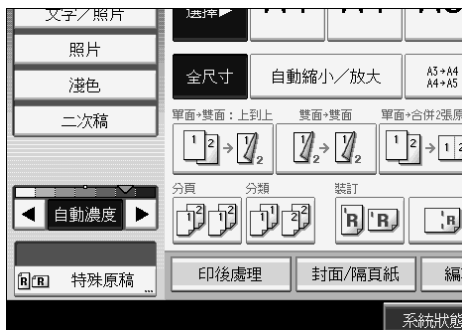 文字／照片
照片
淺色
二次稿
自動濃度
特殊原稿
選擇▶
全尺寸
自動縮小／放大
A3→A4
A4→A5
單面→雙面：上到上
雙面→雙面
單面→合併2張原
分頁
分類
裝訂
印後處理
封面/隔頁紙
編
系統狀態